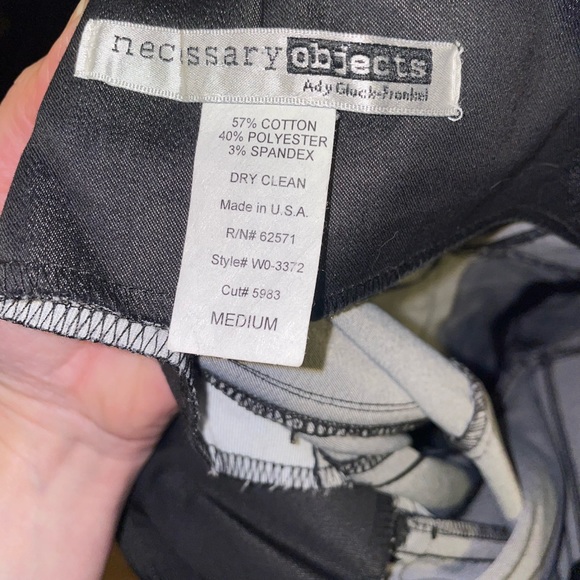 necessary objects
Ady Gluck-Frankel
57% COTTON
40% POLYESTER
3% SPANDEX
DRY CLEAN
Made in U.S.A.
R/N# 62571
Style# W0-3372
Cut# 5983
MEDIUM